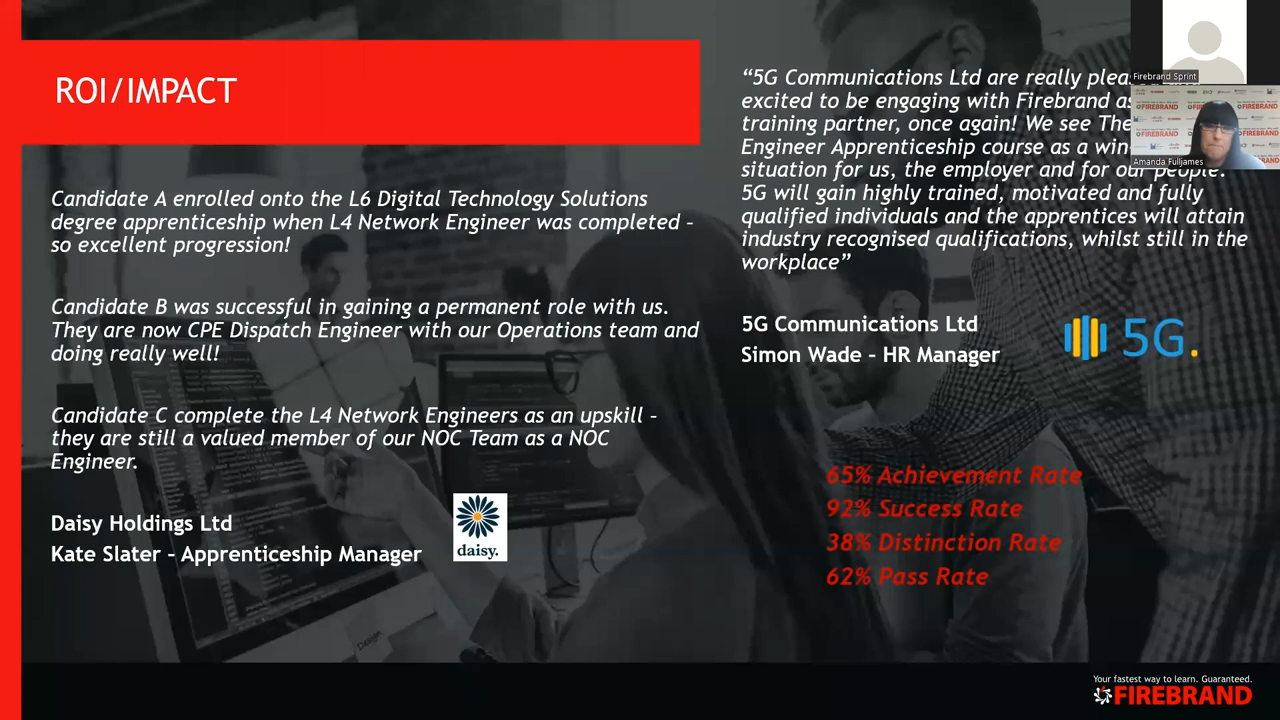 ROI/IMPACT
Candidate A enrolled onto the L6 Digital Technology Solutions
degree apprenticeship when L4 Network Engineer was completed –
so excellent progression!
Candidate B was successful in gaining a permanent role with us.
They are now CPE Dispatch Engineer with our Operations team and
doing really well!
Candidate C complete the L4 Network Engineers as an upskill –
they are still a valued member of our NOC Team as a NOC
Engineer.
Daisy Holdings Ltd
Kate Slater – Apprenticeship Manager
daisy.
“5G Communications Ltd are really
excited to be engaging with Firebrand
training partner, once again! We see
Engineer Apprenticeship course as a
situation for us, the employer and for our people.
5G will gain highly trained, motivated and fully
qualified individuals and the apprentices will attain
industry recognised qualifications, whilst still in the
workplace”
5G Communications Ltd
Simon Wade – HR Manager
5G.
65% Achievement Rate
92% Success Rate
38% Distinction Rate
62% Pass Rate
Firebrand Sprint
FIREBRAND
Amanda Fulljames
Your fastest way to learn. Guaranteed.
FIREBRAND